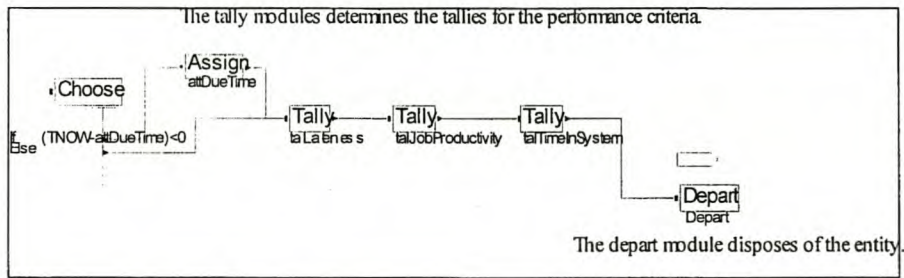 The tally modules determines the tallies for the performance criteria.
Assign
attDueTime
Choose
Tally
Tally
Tally
If (TNOW-attDueTime)<0
Else
talLateness
talJobProductivity
talTimeInSystem
Depart
Depart
The depart module disposes of the entity.